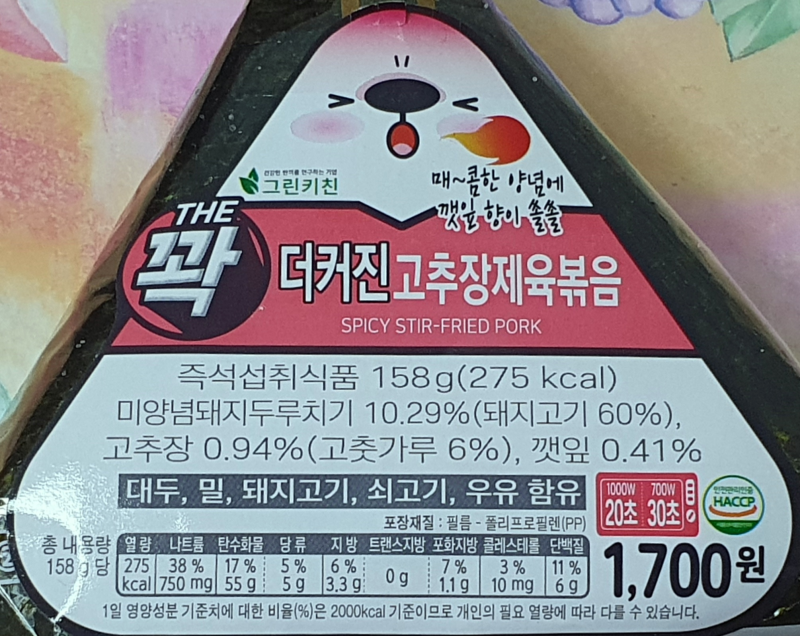 건강한 먼저를 연구하는 기업
그린키친
매~콤한 양념에
깻잎 향이 쏠쏠
THE
꽉
더커진고추장제육볶음
SPICY STIR-FRIED PORK
즉석섭취식품 158g(275 kcal)
미양념돼지두루치기 10.29%(돼지고기 60%),
고추장 0.94%(고춧가루 6%), 깻잎 0.41%
대두, 밀, 돼지고기, 쇠고기, 우유 함유
1000W 700W
20초 30초
HACCP
포장재질 : 필름 - 폴리프로필렌(PP)
총 내용량 열량 나트륨 탄수화물 당류 지방 트랜스지방 포화지방 콜레스테롤 단백질
158 g당 275 38 % 17 % 5 % 6 % 0 g 7 % 3 % 11 %
kcal 750 mg 55 g 5 g 3.3 g 1.1 g 10 mg 6 g
1,700원
1일 영양성분 기준치에 대한 비율(%)은 2000kcal 기준이므로 개인의 필요 열량에 따라 다를 수 있습니다.